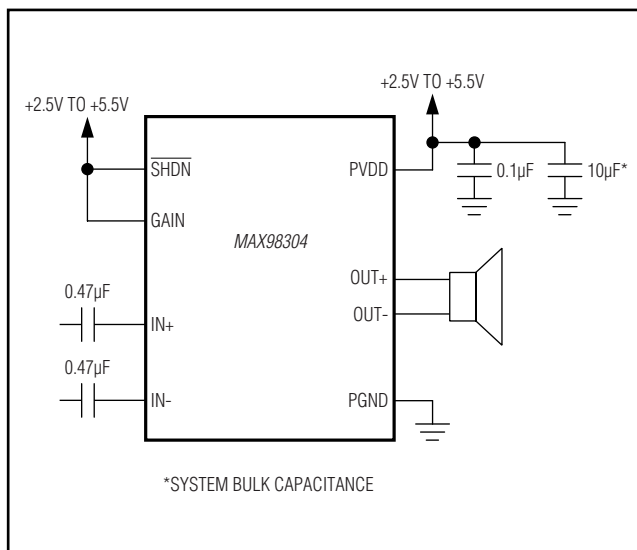 +2.5V TO +5.5V
+2.5V TO +5.5V
SHDN
PVDD
0.1µF
10µF*
GAIN
MAX98304
OUT+
0.47µF
OUT-
IN+
0.47µF
IN-
PGND
*SYSTEM BULK CAPACITANCE